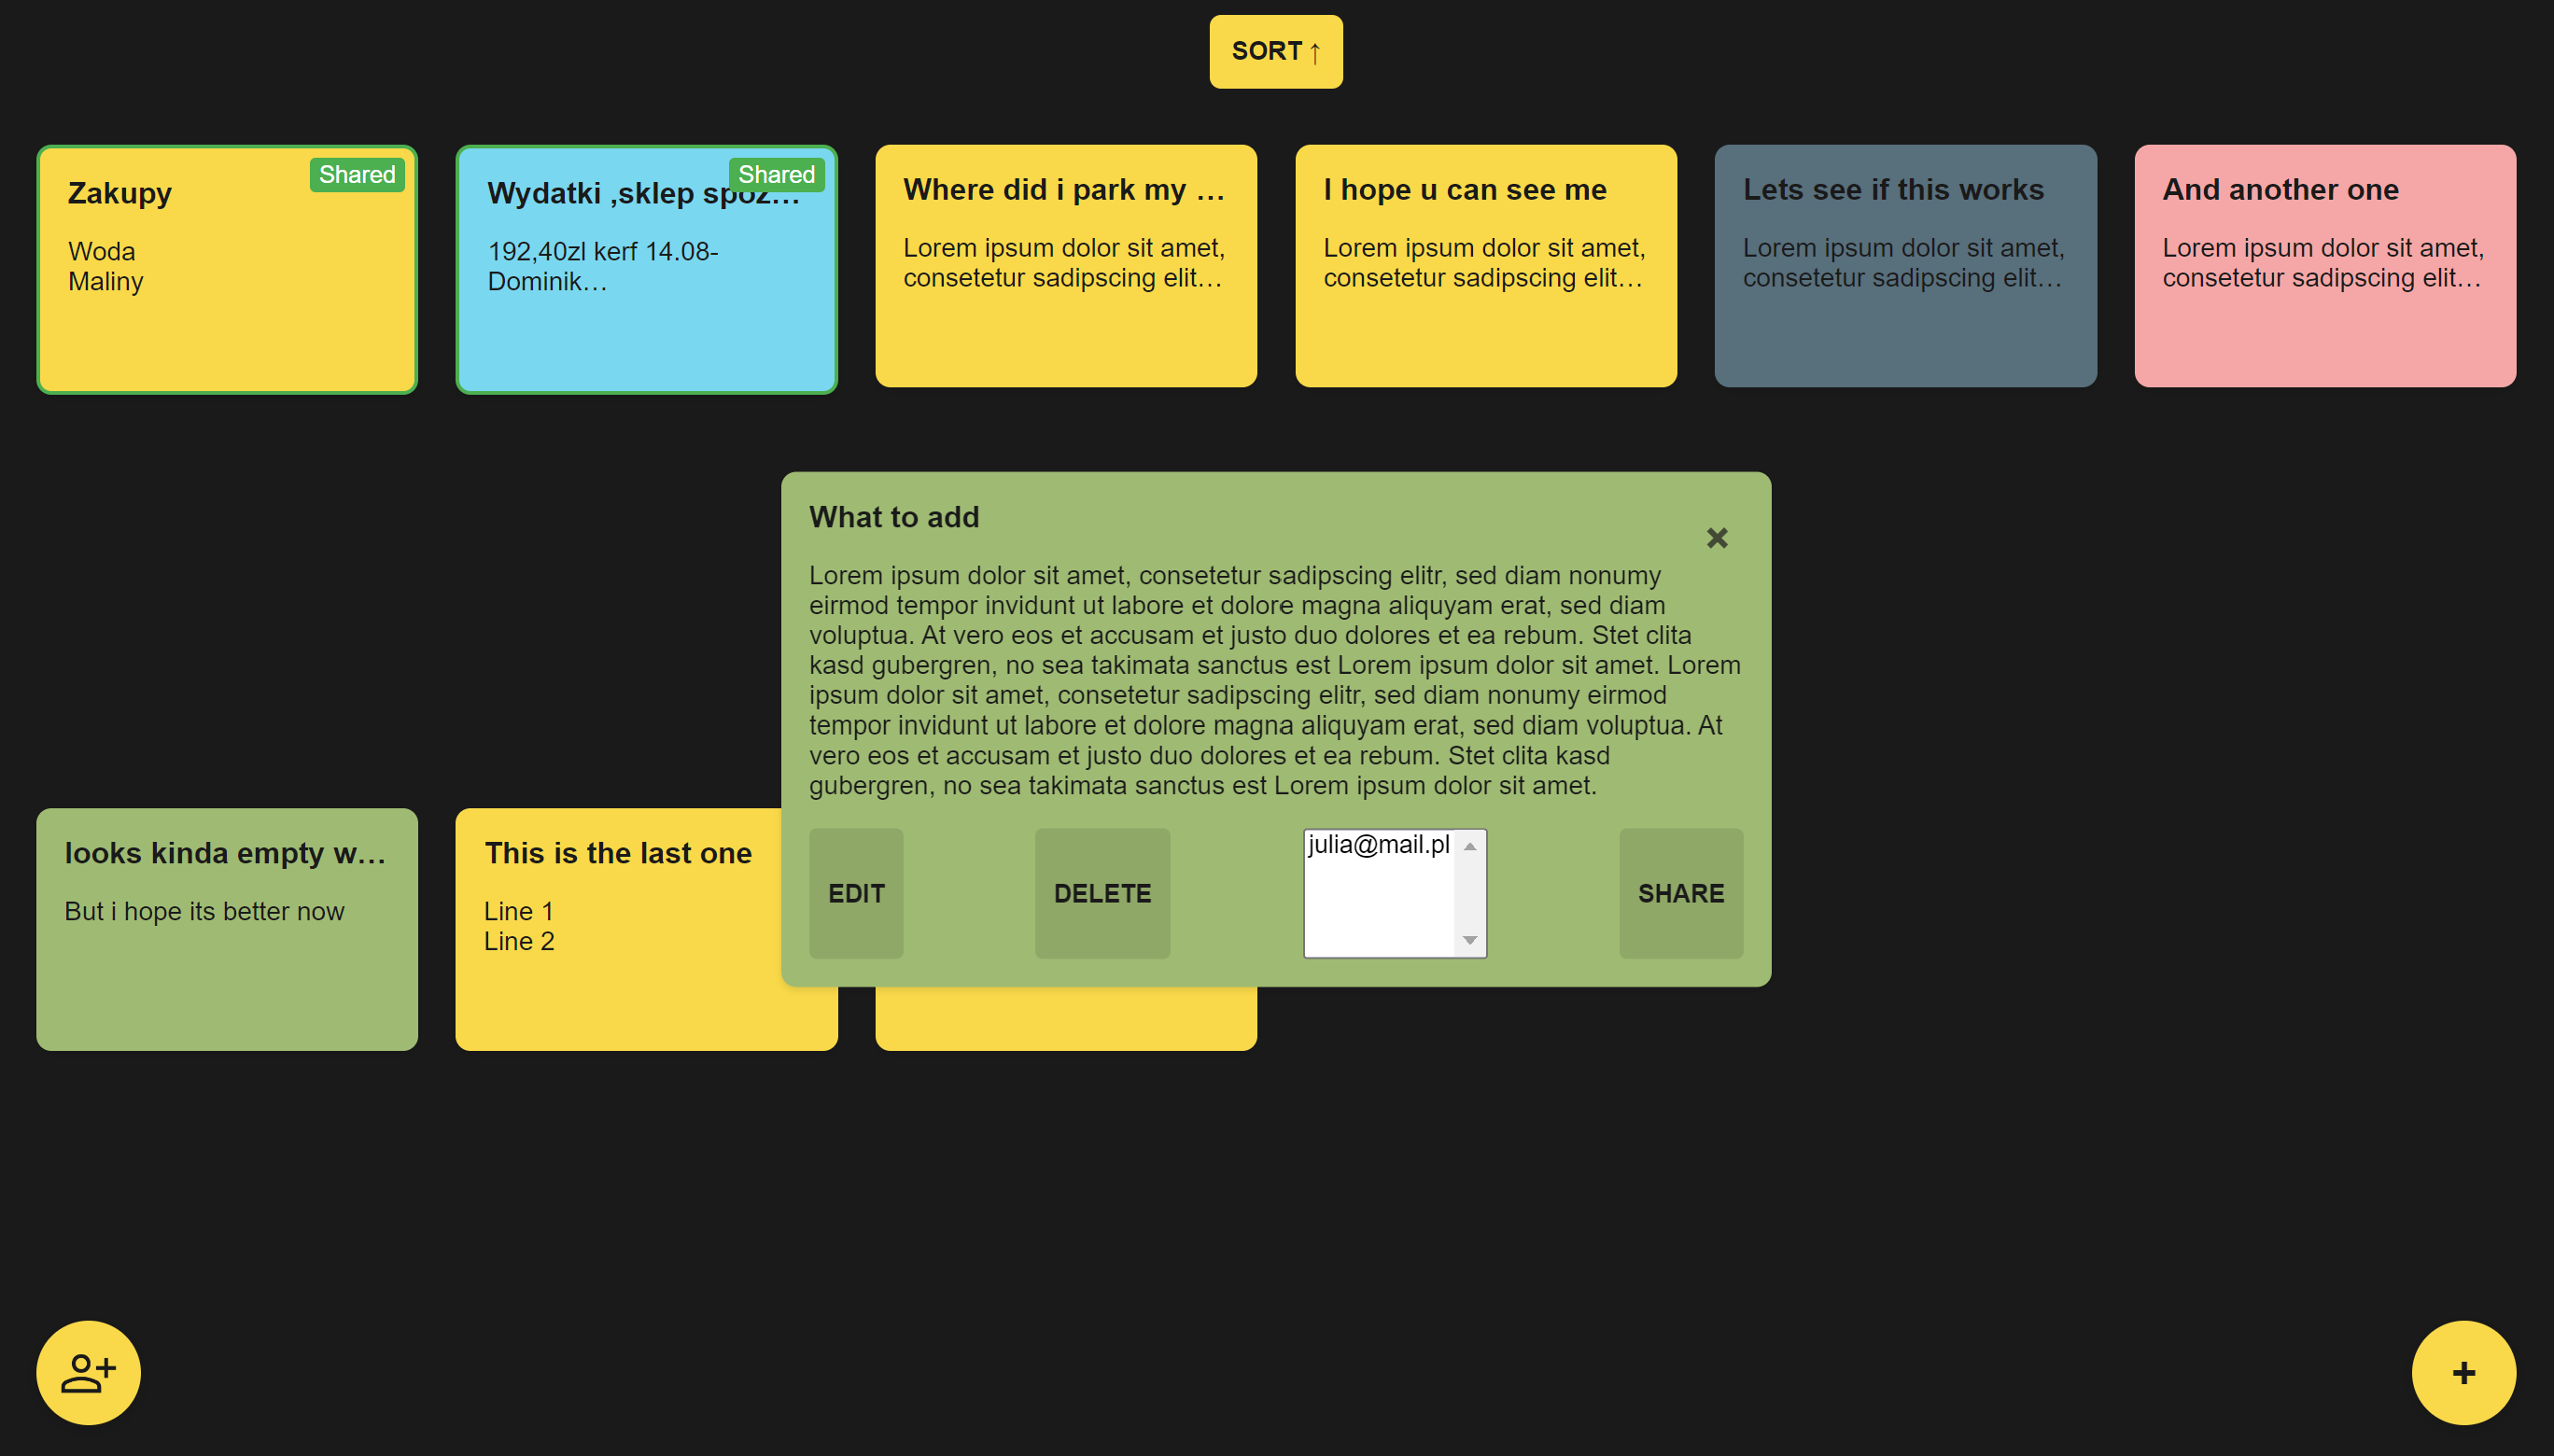 SORT ↑
Shared
Zakupy
Woda
Maliny
Shared
Wydatki ,sklep spoz…
192,40zl kerf 14.08-
Dominik…
Where did i park my …
Lorem ipsum dolor sit amet,
consetetur sadipscing elit…
I hope u can see me
Lorem ipsum dolor sit amet,
consetetur sadipscing elit…
Lets see if this works
Lorem ipsum dolor sit amet,
consetetur sadipscing elit…
And another one
Lorem ipsum dolor sit amet,
consetetur sadipscing elit…
What to add
×
Lorem ipsum dolor sit amet, consetetur sadipscing elitr, sed diam nonumy
eirmod tempor invidunt ut labore et dolore magna aliquyam erat, sed diam
voluptua. At vero eos et accusam et justo duo dolores et ea rebum. Stet clita
kasd gubergren, no sea takimata sanctus est Lorem ipsum dolor sit amet. Lorem
ipsum dolor sit amet, consetetur sadipscing elitr, sed diam nonumy eirmod
tempor invidunt ut labore et dolore magna aliquyam erat, sed diam voluptua. At
vero eos et accusam et justo duo dolores et ea rebum. Stet clita kasd
gubergren, no sea takimata sanctus est Lorem ipsum dolor sit amet.
EDIT
DELETE
julia@mail.pl
SHARE
looks kinda empty w…
But i hope its better now
This is the last one
Line 1
Line 2
+